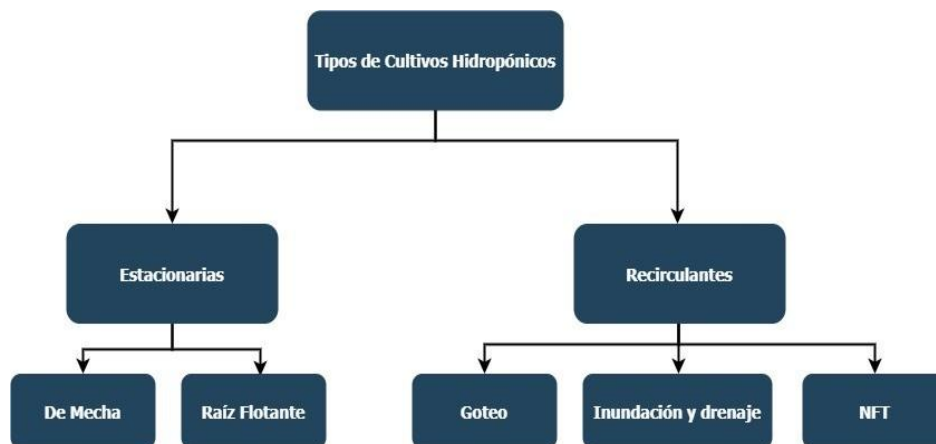 Tipos de Cultivos Hidropónicos
Estacionarias
Recirculantes
De Mecha
Raíz Flotante
Goteo
Inundación y drenaje
NFT